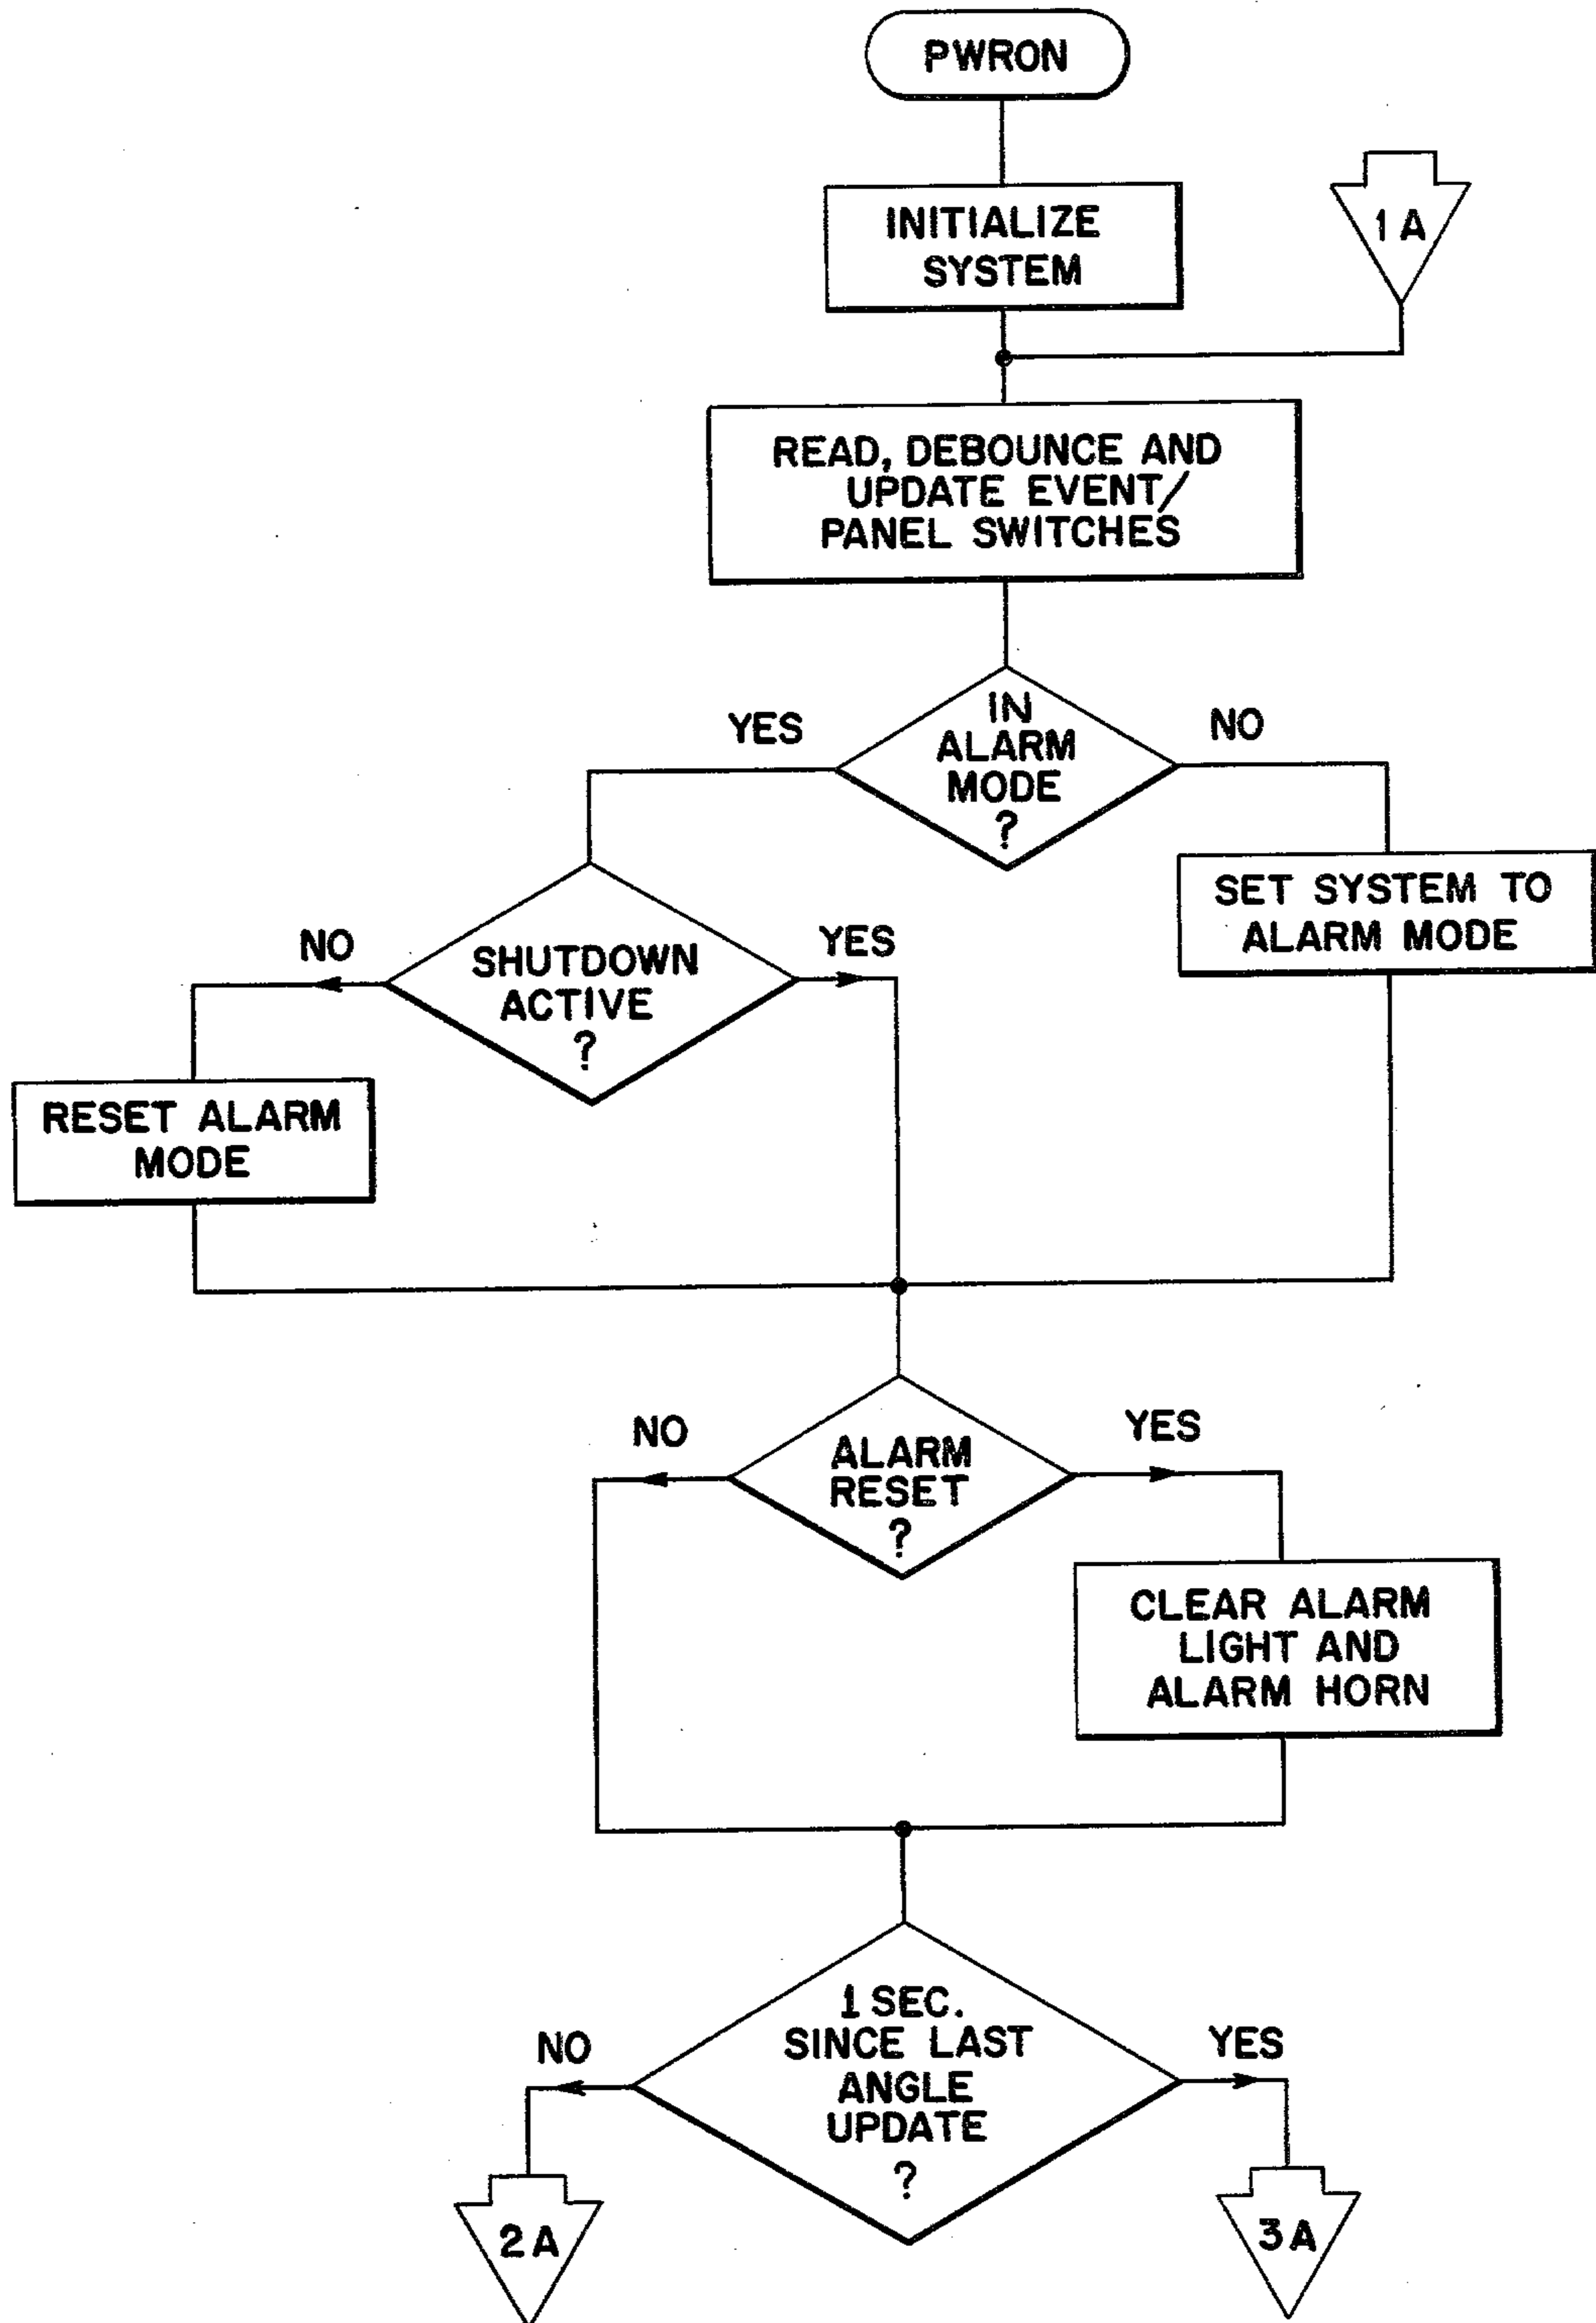 PWRON
INITIALIZE
SYSTEM
1 A
READ, DEBOUNCE AND
UPDATE EVENT/
PANEL SWITCHES
IN
ALARM
MODE
?
YES
NO
SET SYSTEM TO
ALARM MODE
SHUTDOWN
ACTIVE
?
NO
YES
RESET ALARM
MODE
ALARM
RESET
?
NO
YES
CLEAR ALARM
LIGHT AND
ALARM HORN
1 SEC.
SINCE LAST
ANGLE
UPDATE
?
NO
YES
2 A
3 A